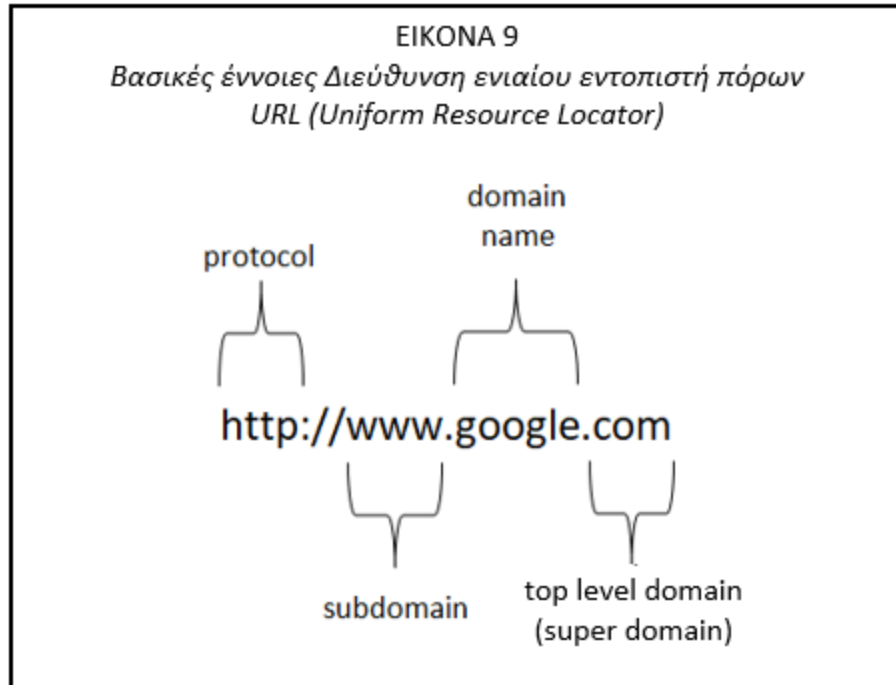 ΕΙΚΟΝΑ 9
Βασικές έννοιες Διεύθυνση ενιαίου εντοπιστή πόρων
URL (Uniform Resource Locator)
domain
name
protocol
http://www.google.com
subdomain
top level domain
(super domain)